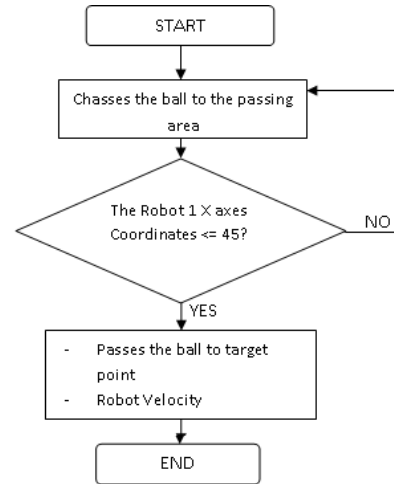 START
Chasses the ball to the passing
area
The Robot 1 X axes
Coordinates <= 45?
NO
YES
- Passes the ball to target
point
- Robot Velocity
END